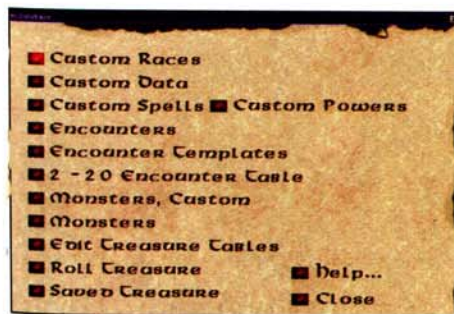 Custom Races
Custom Data
Custom Spells Custom Powers
Encounters
Encounter Templates
2 - 20 Encounter Table
Monsters, Custom
Monsters
Edit Treasure Tables
Roll Treasure Help...
Saved Treasure Close